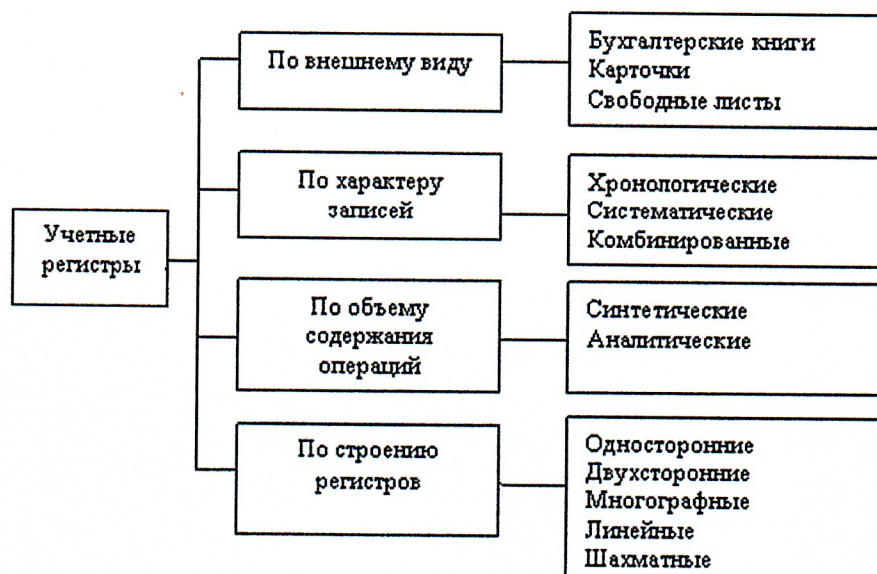 Учетные
регистры
По внешнему виду
Бухгалтерские книги
Карточки
Свободные листы
По характеру
записей
Хронологические
Систематические
Комбинированные
По объему
содержания
операций
Синтетические
Аналитические
По строению
регистров
Односторонние
Двухсторонние
Многографные
Линейные
Шахматные